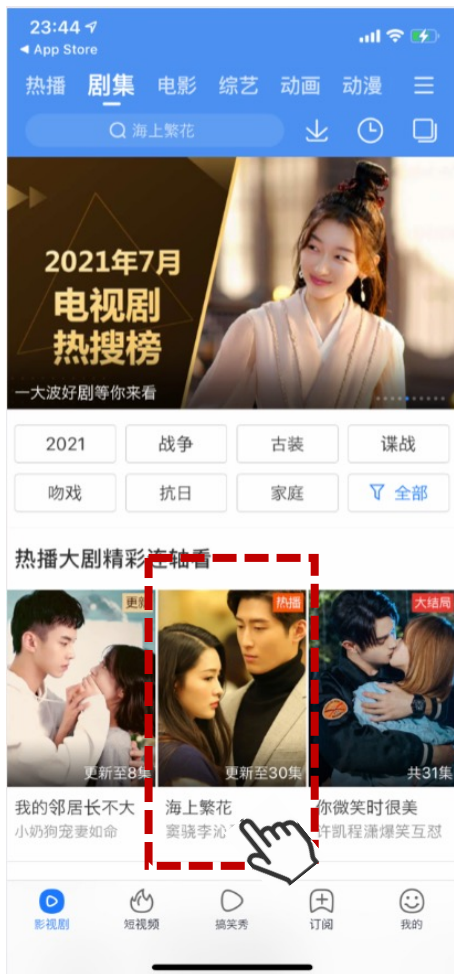 23:44
App Store
热播 剧集 电影 综艺 动画 动漫
海上繁花
2021年7月
电视剧
热搜榜
一大波好剧等你来看
2021 战争 古装 谍战
吻戏 抗日 家庭 全部
热播大剧精彩连轴看
更新 热播 大结局
更新至8集 更新至30集 共31集
我的邻居长不大 海上繁花 你微笑时很美
小奶狗宠妻如命 窦骁李沁 许凯程潇爆笑互怼
影视剧 短视频 搞笑秀 订阅 我的